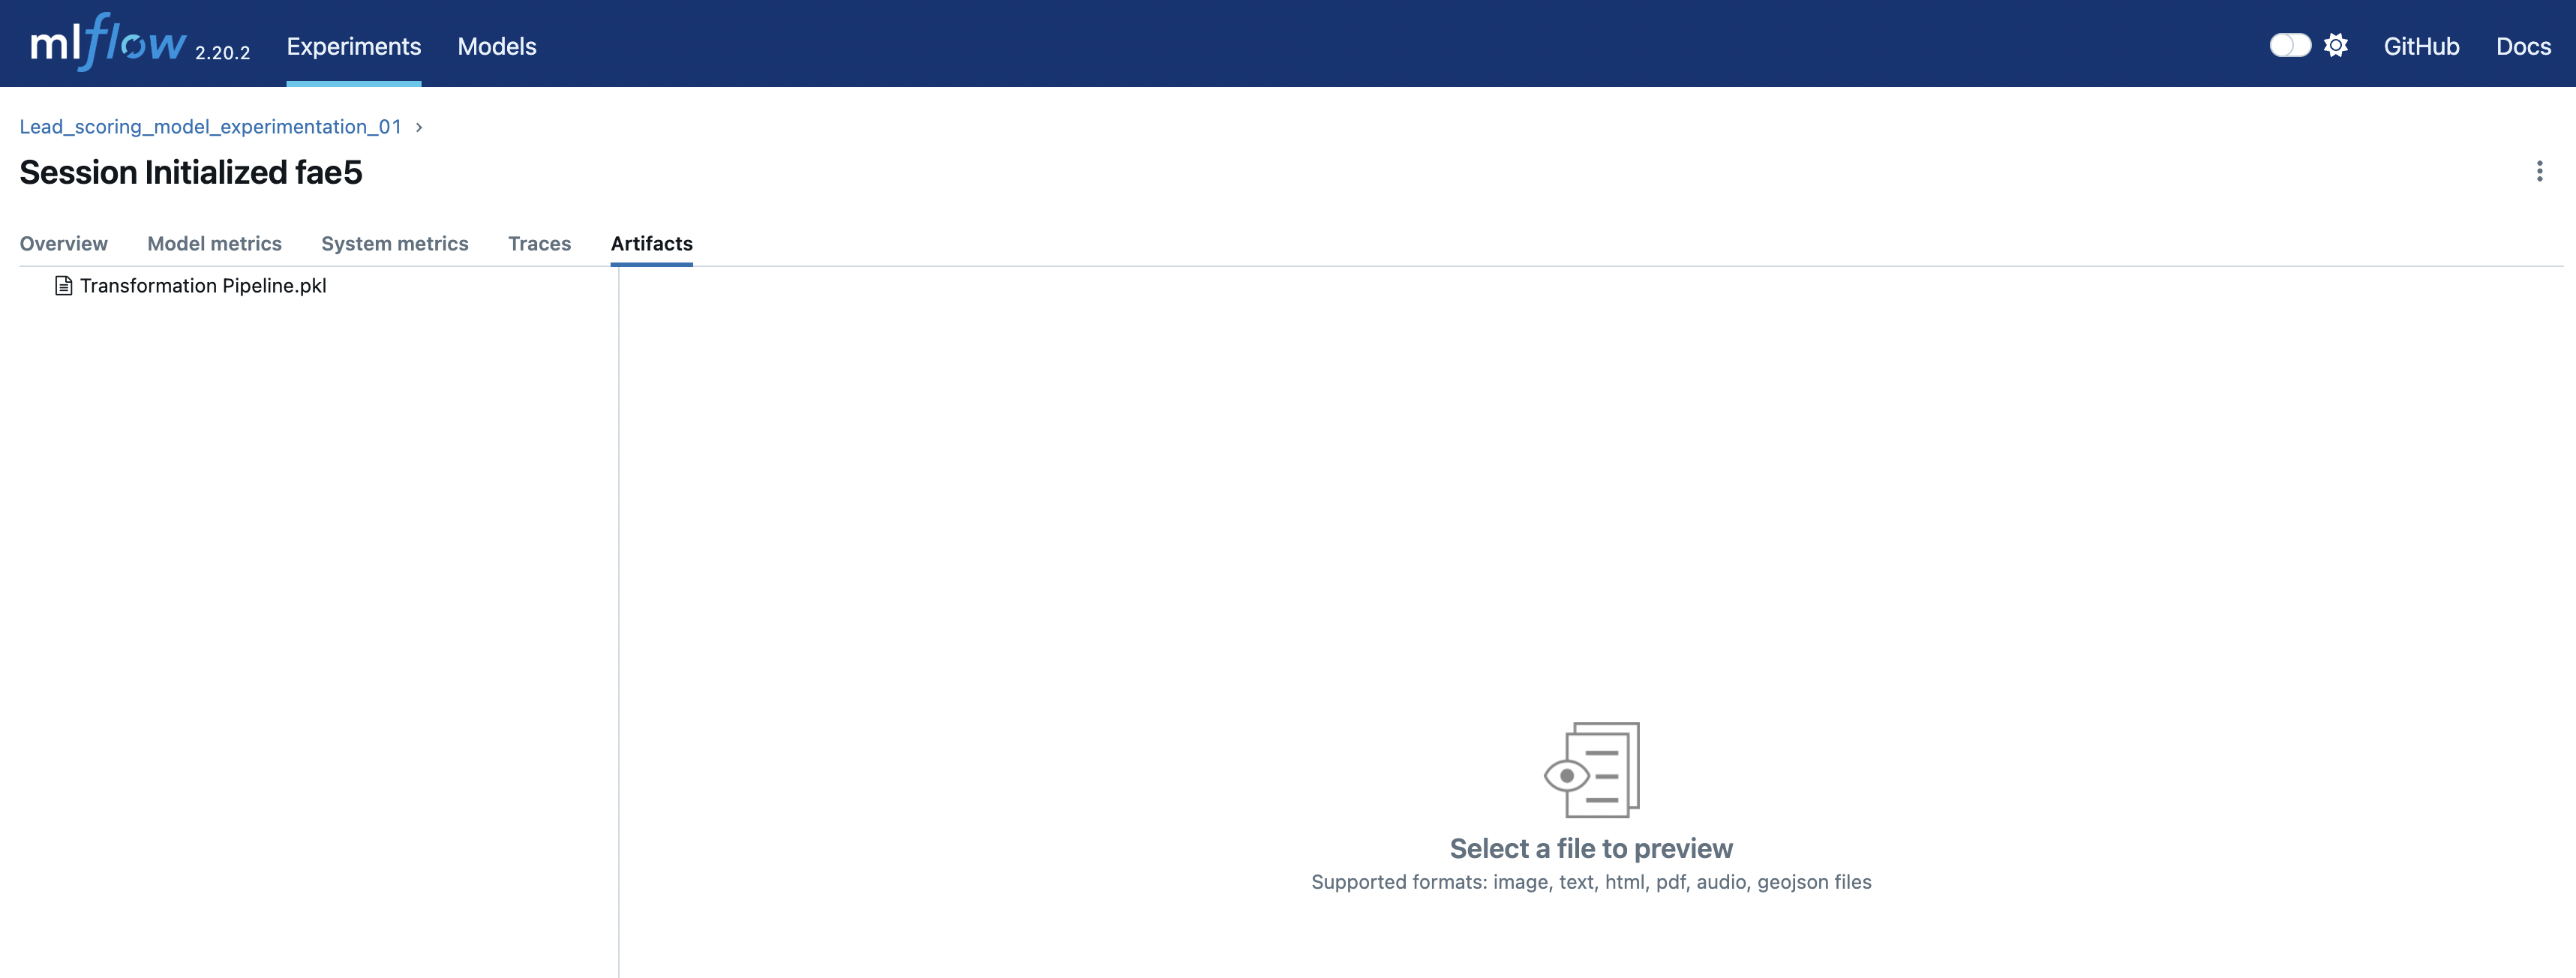 mlflow 2.20.2 Experiments Models GitHub Docs
Lead_scoring_model_experimentation_01 >
Session Initialized fae5
Overview Model metrics System metrics Traces Artifacts
Transformation Pipeline.pkl
Select a file to preview
Supported formats: image, text, html, pdf, audio, geojson files